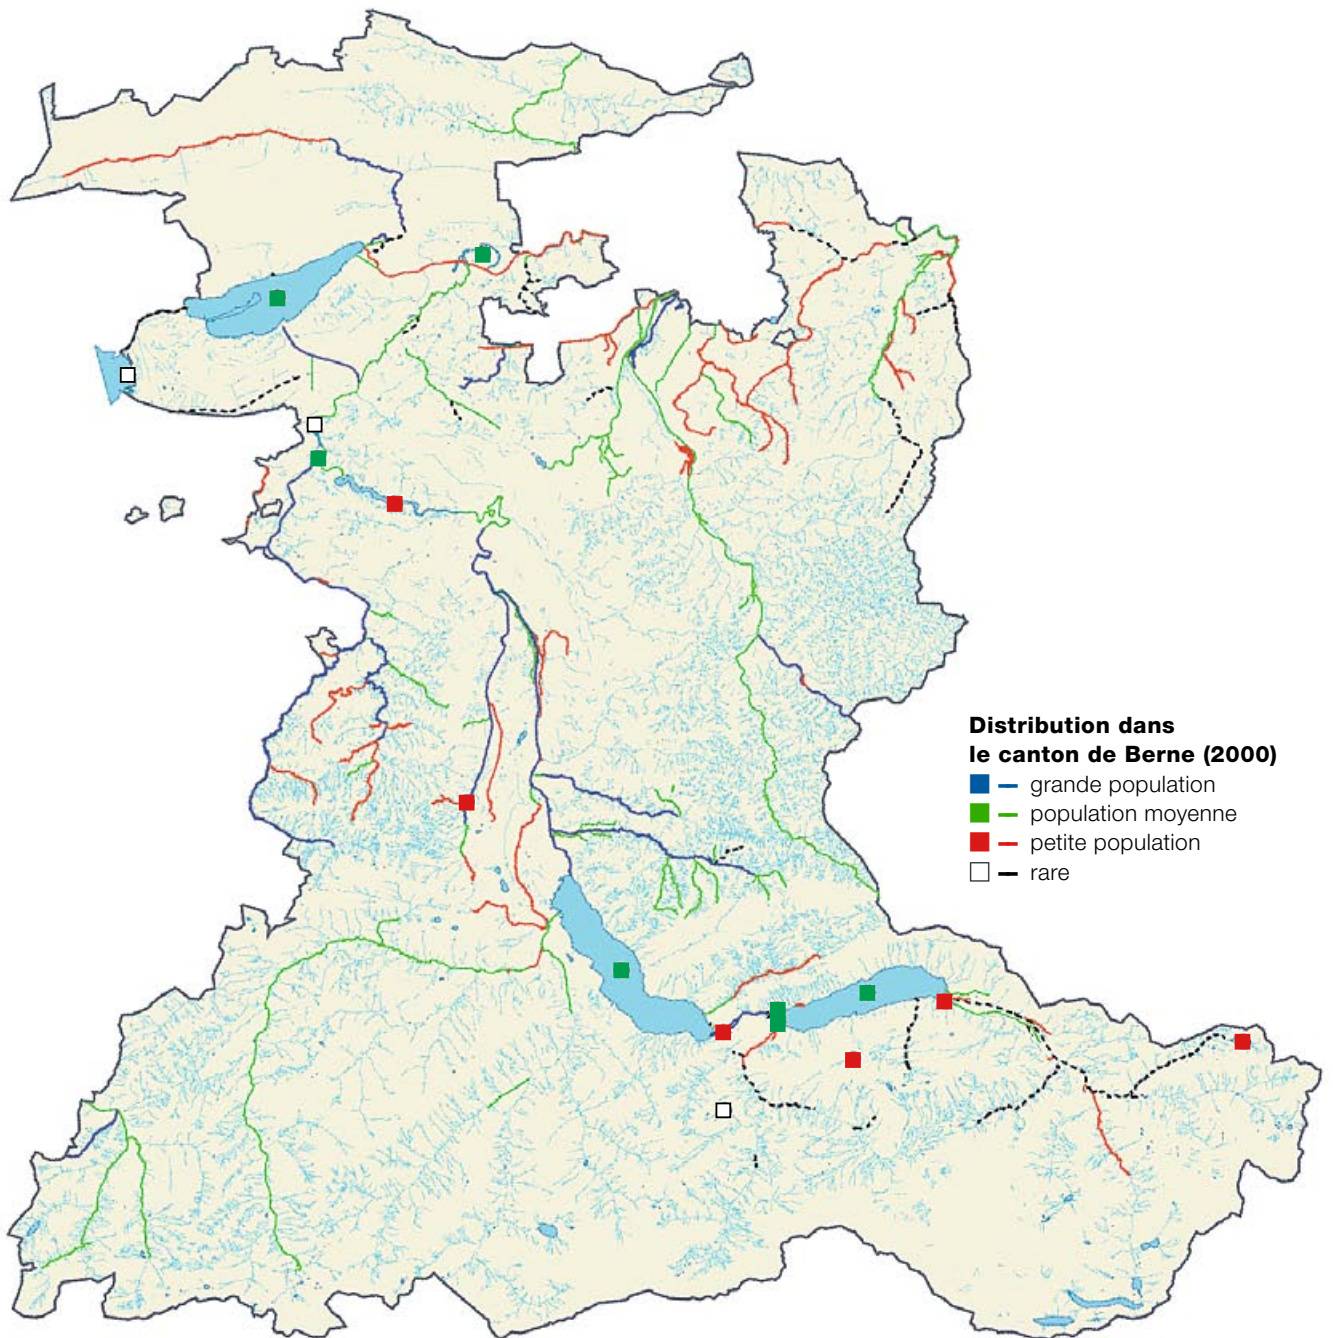 Distribution dans
le canton de Berne (2000)
grande population
population moyenne
petite population
rare